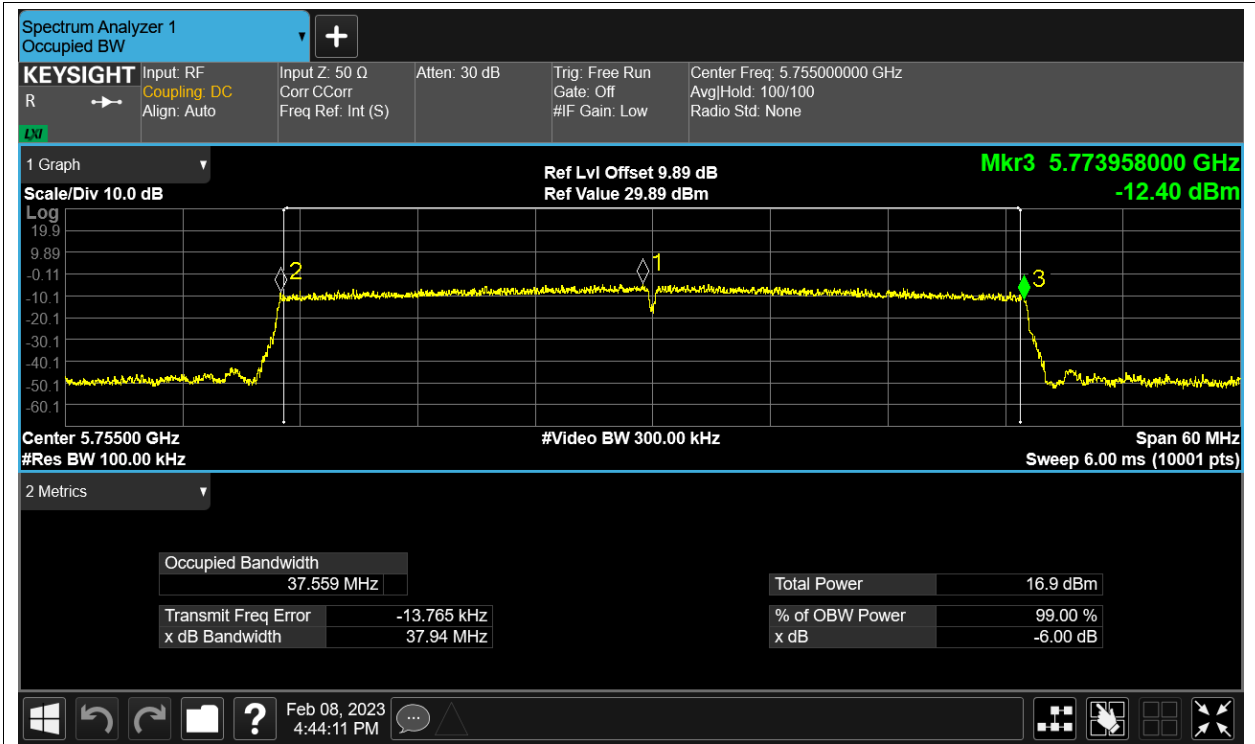 Spectrum Analyzer 1
Occupied BW
KEYSIGHT
R
LXI
Input: RF
Coupling: DC
Align: Auto
Input Z: 50 Ω
Corr CCorr
Freq Ref: Int (S)
Atten: 30 dB
Trig: Free Run
Gate: Off
#IF Gain: Low
Center Freq: 5.755000000 GHz
Avg|Hold: 100/100
Radio Std: None
1 Graph
Scale/Div 10.0 dB
Ref Lvl Offset 9.89 dB
Ref Value 29.89 dBm
Mkr3 5.773958000 GHz
-12.40 dBm
Log
19.9
9.89
-0.11
-10.1
-20.1
-30.1
-40.1
-50.1
-60.1
2
1
3
Center 5.75500 GHz
#Video BW 300.00 kHz
Span 60 MHz
#Res BW 100.00 kHz
Sweep 6.00 ms (10001 pts)
2 Metrics
Occupied Bandwidth
37.559 MHz
Transmit Freq Error -13.765 kHz
x dB Bandwidth 37.94 MHz
Total Power 16.9 dBm
% of OBW Power 99.00 %
x dB -6.00 dB
Feb 08, 2023
4:44:11 PM